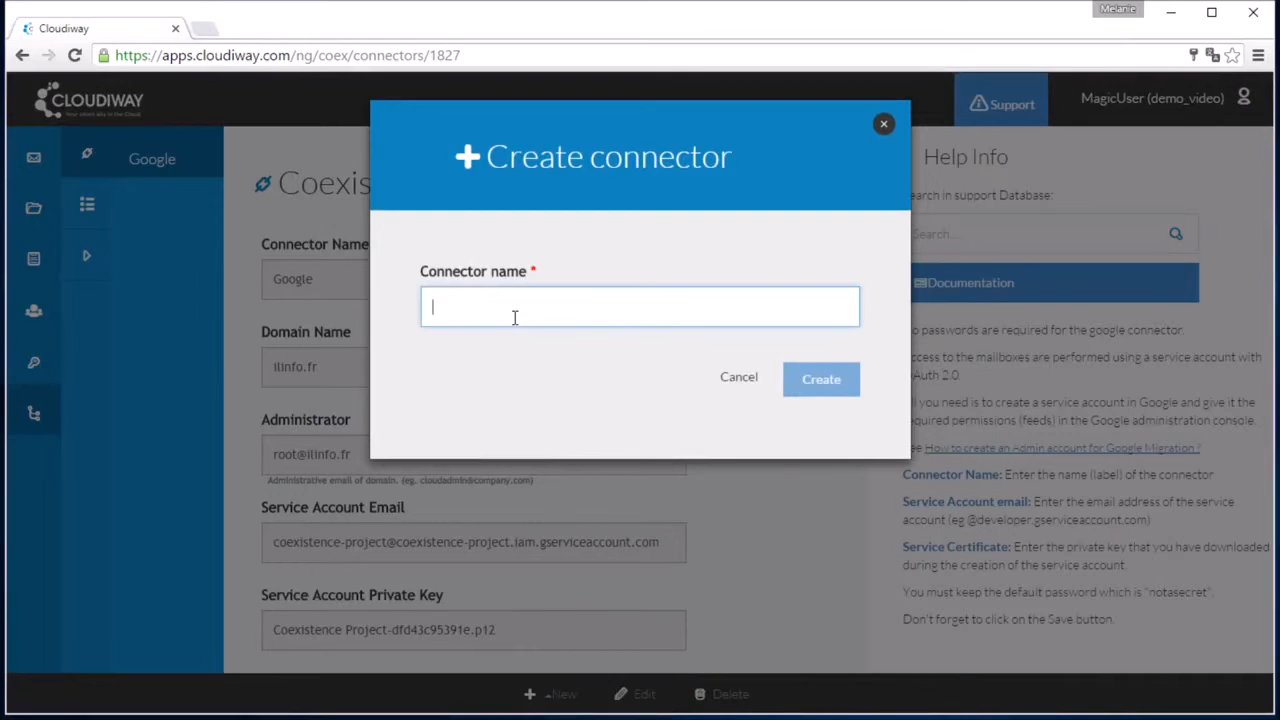 Melanie
Cloudiway
https://apps.cloudiway.com/ng/coex/connectors/1827
CLOUDIWAY
Support
MagicUser (demo_video)
Google
Coexis
Create connector
Help Info
earch in support Database:
Search...
Documentation
Connector Name
Google
Connector name *
Domain Name
ilinfo.fr
Cancel
Create
Administrator
root@ilinfo.fr
Administrative email of domain. (eg. cloudadmin@company.com)
Service Account Email
coexistence-project@coexistence-project.iam.gserviceaccount.com
Service Account Private Key
Coexistence Project-dfd43c95391e.p12
o passwords are required for the google connector.
ccess to the mailboxes are performed using a service account with
Auth 2.0.
ll you need is to create a service account in Google and give it the
equired permissions (feeds) in the Google administration console.
ee How to create an Admin account for Google Migration ?
Connector Name: Enter the name (label) of the connector
Service Account email: Enter the email address of the service
account (eg @developer.gserviceaccount.com)
Service Certificate: Enter the private key that you have downloaded
during the creation of the service account.
You must keep the default password which is "notasecret".
Don't forget to click on the Save button.
New
Edit
Delete